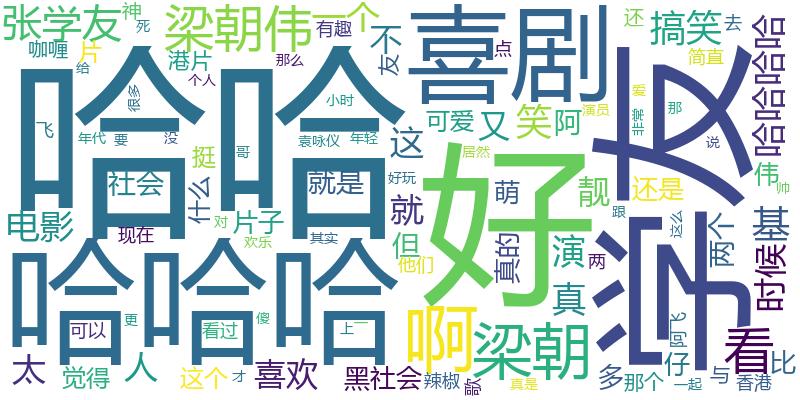 张学友
神
死
梁朝伟
一个
有趣
不
喜剧
搞笑
还
去
简直
哈哈哈哈
咖喱
片
给
港片
个人
那么
友
点
哈哈
飞
年代
很多
要
没
小时
哥
袁咏仪
年轻
挺
可爱
又
笑
阿
演员
爱
非常
那
说
学友
这
社会
什么
就是
好玩
居然
萌
靓
还是
伟
帅
好
电影
现在
对
片子
欢乐
其实
就
但
他们
真的
演
两
跟
这么
两个
基
时候
真
哈哈哈
可以
更
看过
傻
上一
啊
梁朝
阿飞
仔
看
太
觉得
人
这个
才
喜欢
黑社会
辣椒
歐
真是
多
那个
一起
与
香港
比